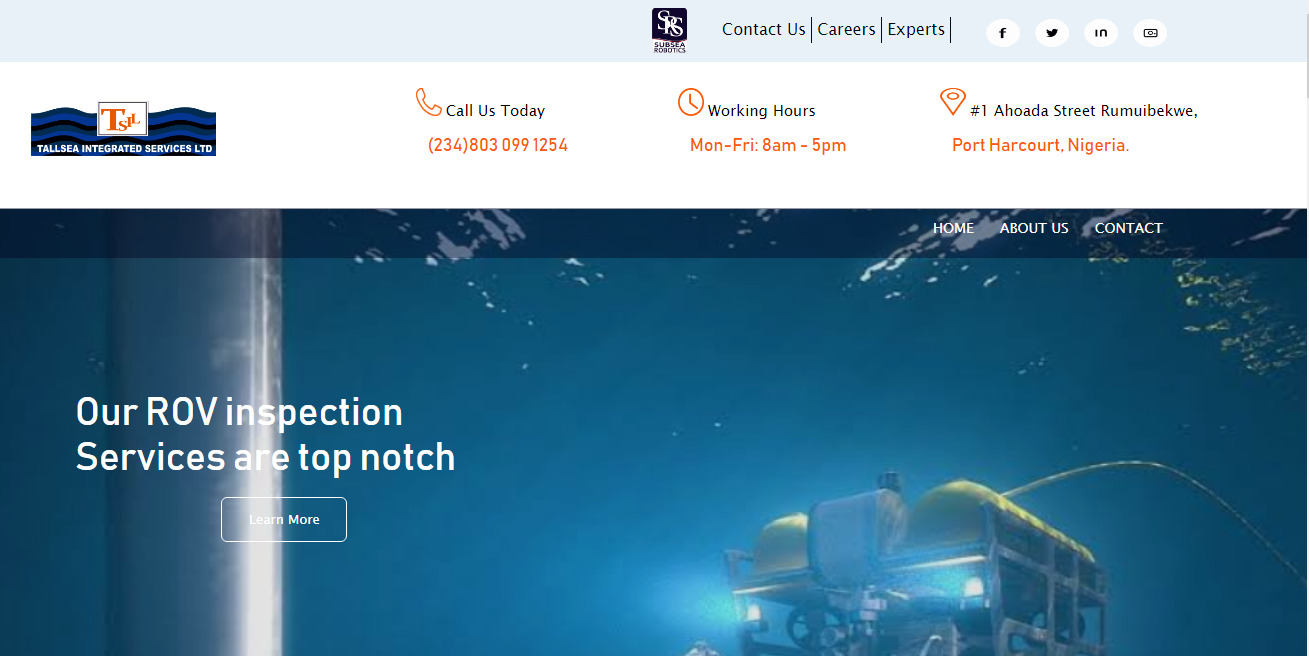 SRS
SUBSEA
ROBOTICS
Contact Us
Careers
Experts
TSIL
TALLSEA INTEGRATED SERVICES LTD
Call Us Today
(234)803 099 1254
Working Hours
Mon-Fri: 8am - 5pm
#1 Ahoada Street Rumuibekwe,
Port Harcourt, Nigeria.
HOME
ABOUT US
CONTACT
Our ROV inspection
Services are top notch
Learn More